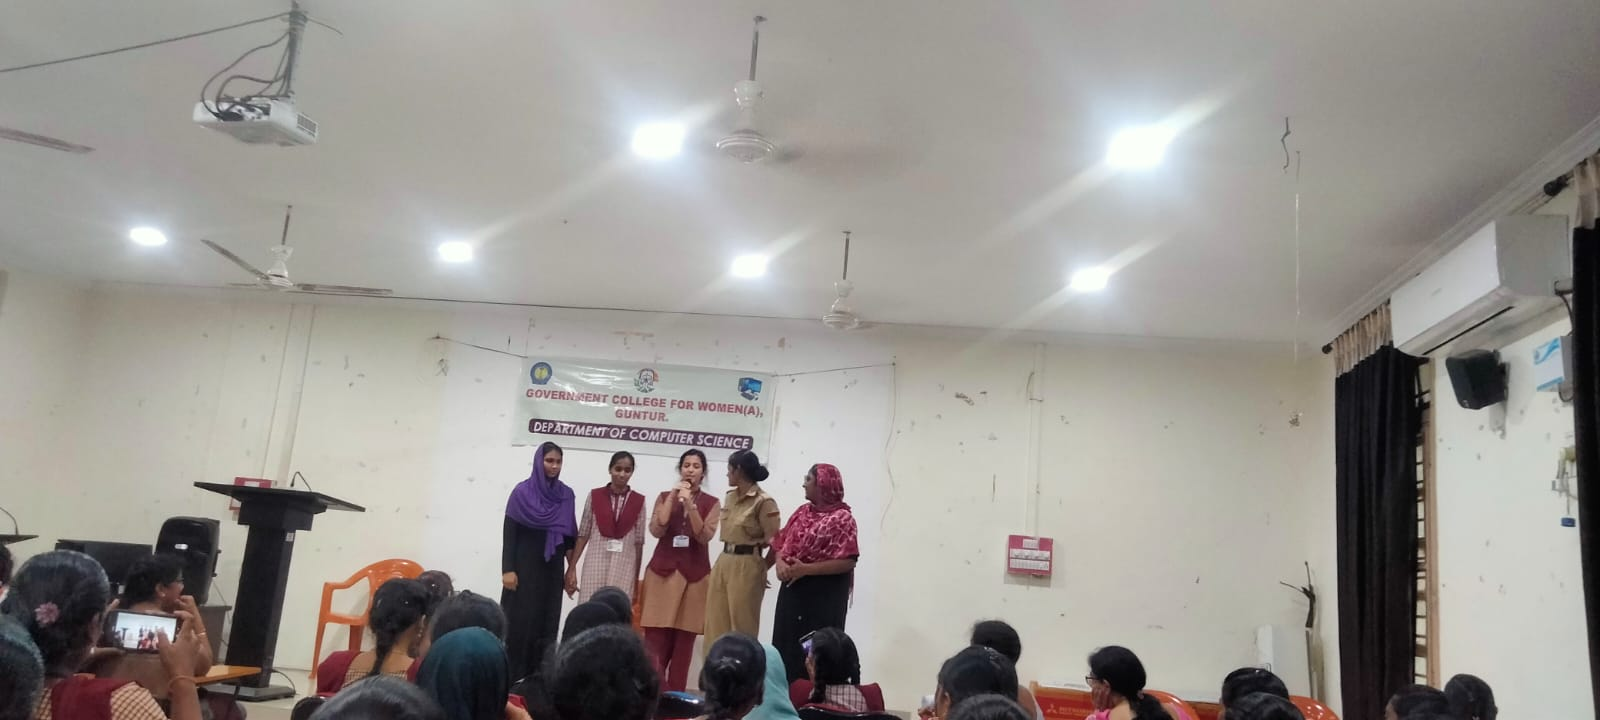 GOVERNMENT COLLEGE FOR WOMEN(A),
GUNTUR.
DEPARTMENT OF COMPUTER SCIENCE